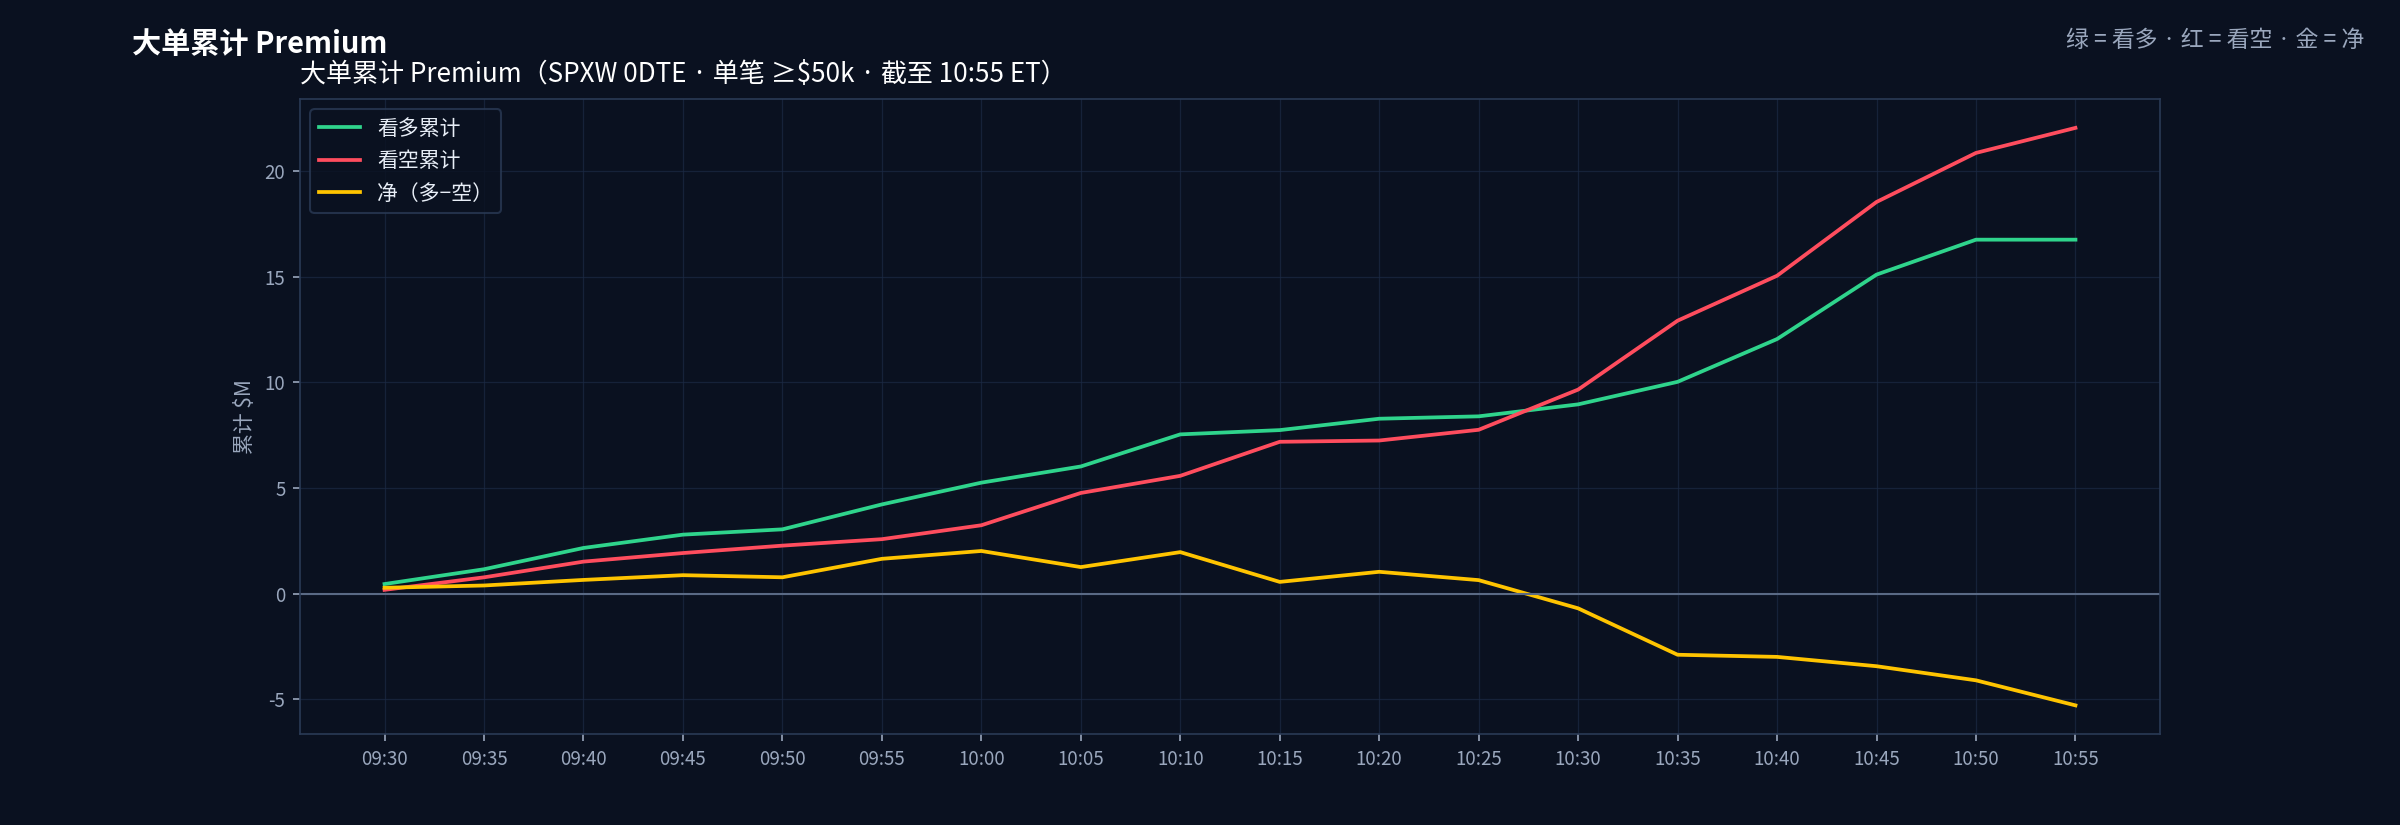 大单累计 Premium
绿 = 看多 · 红 = 看空 · 金 = 净
大单累计 Premium（SPXW 0DTE · 单笔 ≥$50k · 截至 10:55 ET）
看多累计
看空累计
净（多−空）
累计 $M
20
15
10
5
0
-5
09:30 09:35 09:40 09:45 09:50 09:55 10:00 10:05 10:10 10:15 10:20 10:25 10:30 10:35 10:40 10:45 10:50 10:55